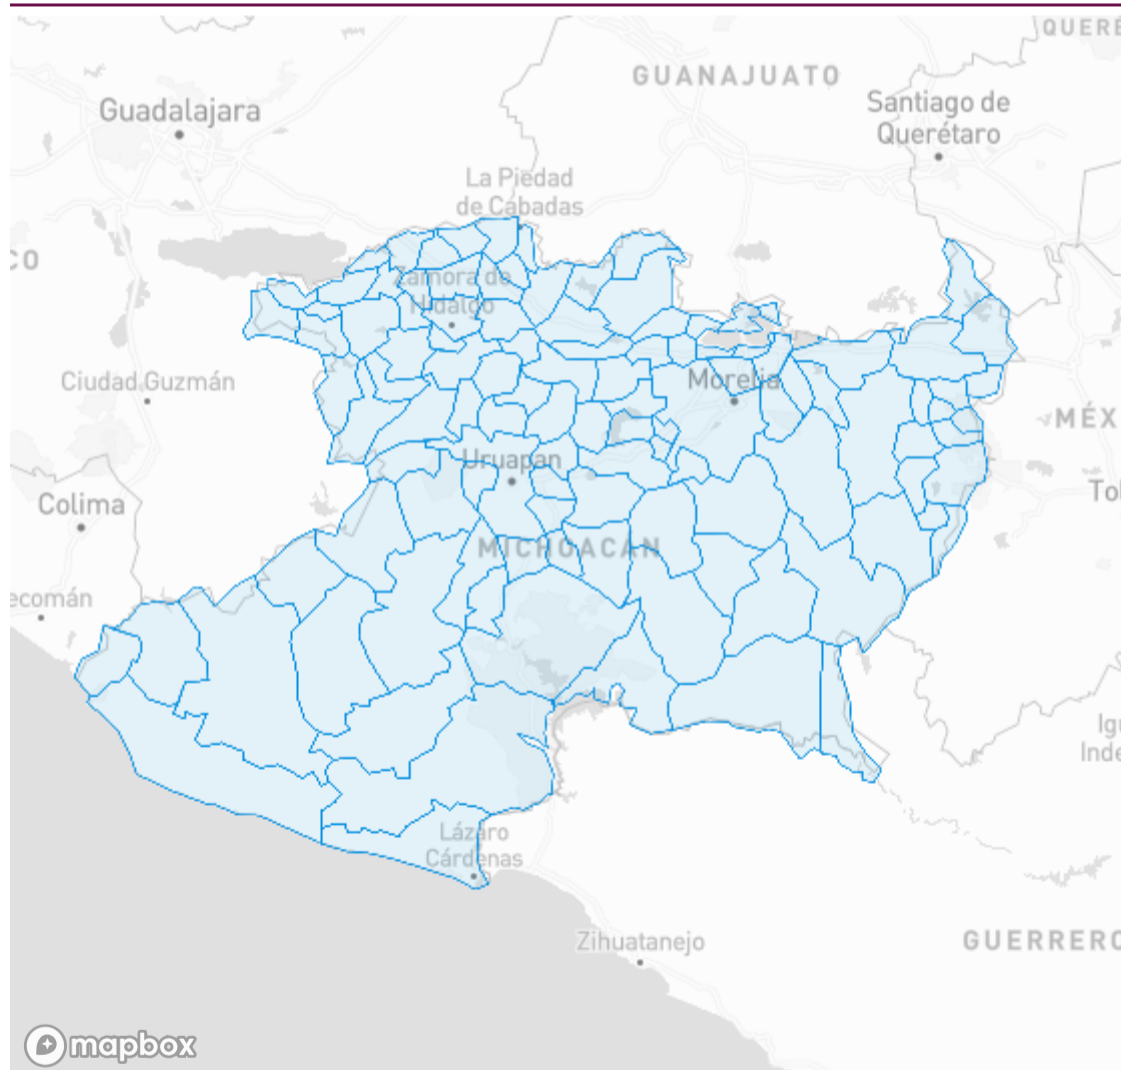 QUERÉ
GUANAJUATO
Guadalajara
Santiago de
Querétaro
La Piedad
de Cabadas
CO
Zamora de
Hidalgo
Ciudad Guzmán
Morelia
MÉX
Uruapan
Colima
Tol
MICHOACÁN
ecomán
Igu
Inde
Lázaro
Cárdenas
Zihuatanejo
GUERRERO
mapbox